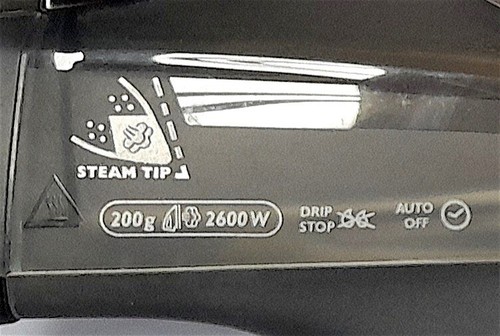 STEAM TIP
200g 2600W
DRIP STOP
AUTO OFF